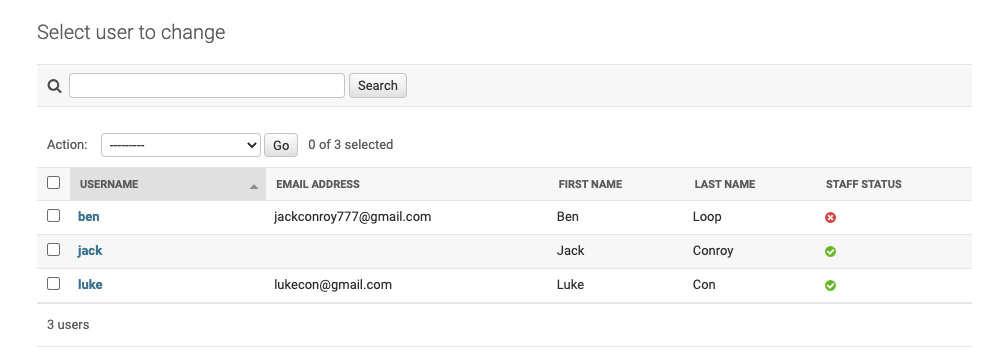 Select user to change
Search
Action: --------- Go 0 of 3 selected
USERNAME EMAIL ADDRESS FIRST NAME LAST NAME STAFF STATUS
ben jackconroy777@gmail.com Ben Loop
jack Jack Conroy
luke lukecon@gmail.com Luke Con
3 users